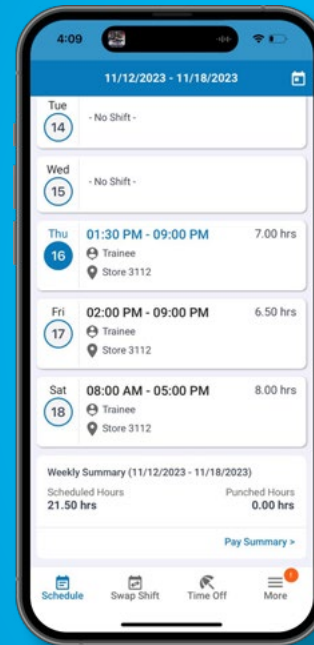 4:09
11/12/2023 - 11/18/2023
Tue
14
- No Shift -
Wed
15
- No Shift -
Thu
16
01:30 PM - 09:00 PM
7.00 hrs
Trainee
Store 3112
Fri
17
02:00 PM - 09:00 PM
6.50 hrs
Trainee
Store 3112
Sat
18
08:00 AM - 05:00 PM
8.00 hrs
Trainee
Store 3112
Weekly Summary (11/12/2023 - 11/18/2023)
Scheduled Hours
Punched Hours
21.50 hrs
0.00 hrs
Pay Summary >
Schedule
Swap Shift
Time Off
More